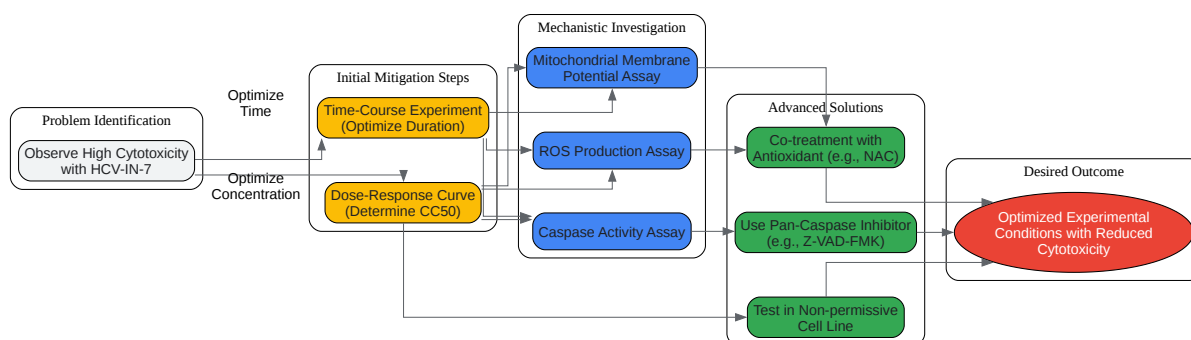 Problem Identification
Observe High Cytotoxicity
with HCV-IN-7
Optimize
Time
Optimize
Concentration
Initial Mitigation Steps
Time-Course Experiment
(Optimize Duration)
Dose-Response Curve
(Determine CC50)
Mechanistic Investigation
Mitochondrial Membrane
Potential Assay
ROS Production Assay
Caspase Activity Assay
Advanced Solutions
Co-treatment with
Antioxidant (e.g., NAC)
Use Pan-Caspase Inhibitor
(e.g., Z-VAD-FMK)
Test in Non-permissive
Cell Line
Desired Outcome
Optimized Experimental
Conditions with Reduced
Cytotoxicity